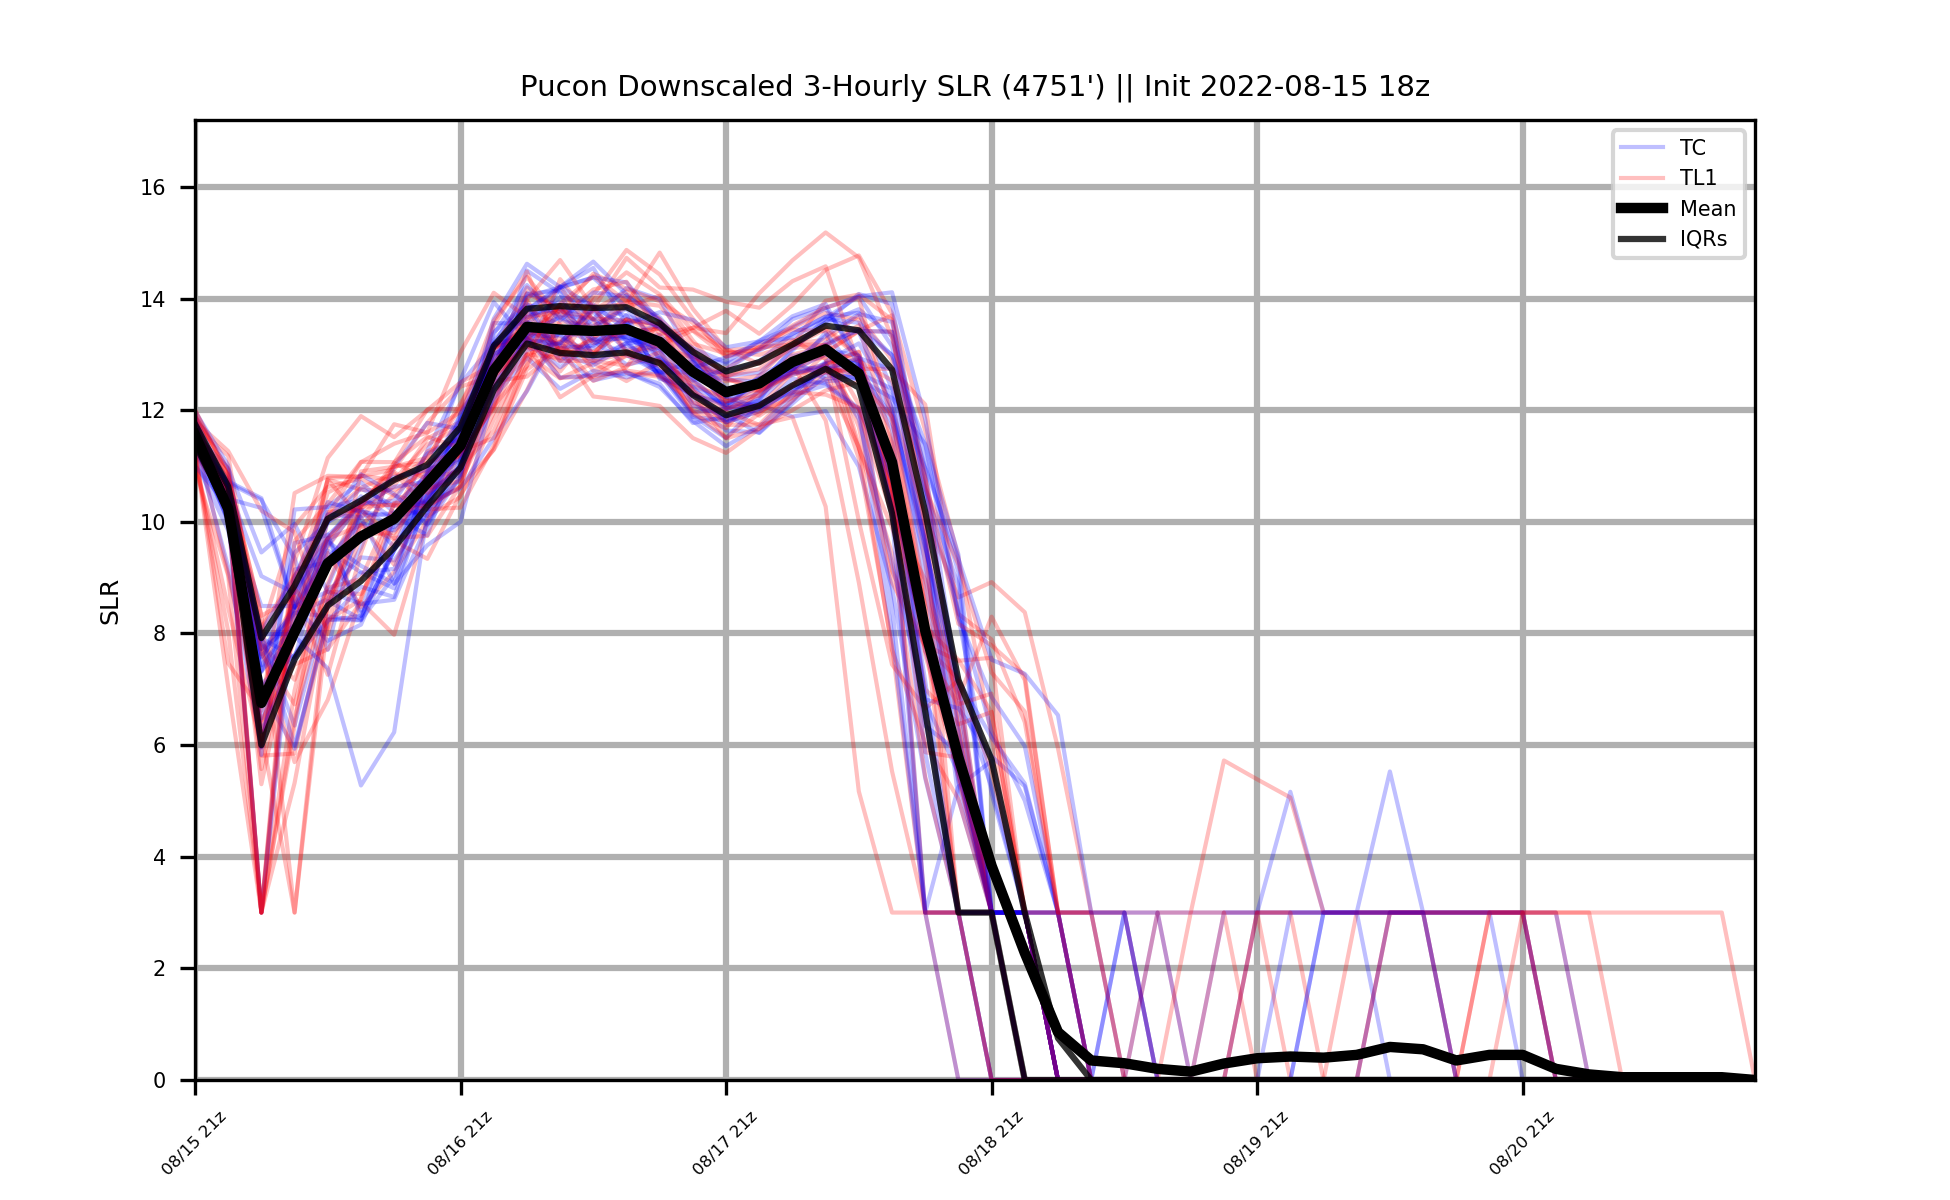 Pucon Downscaled 3-Hourly SLR (4751') || Init 2022-08-15 18z
TC
TL1
Mean
IQRs
SLR
16
14
12
10
8
6
4
2
0
08/15 21z
08/16 21z
08/17 21z
08/18 21z
08/19 21z
08/20 21z